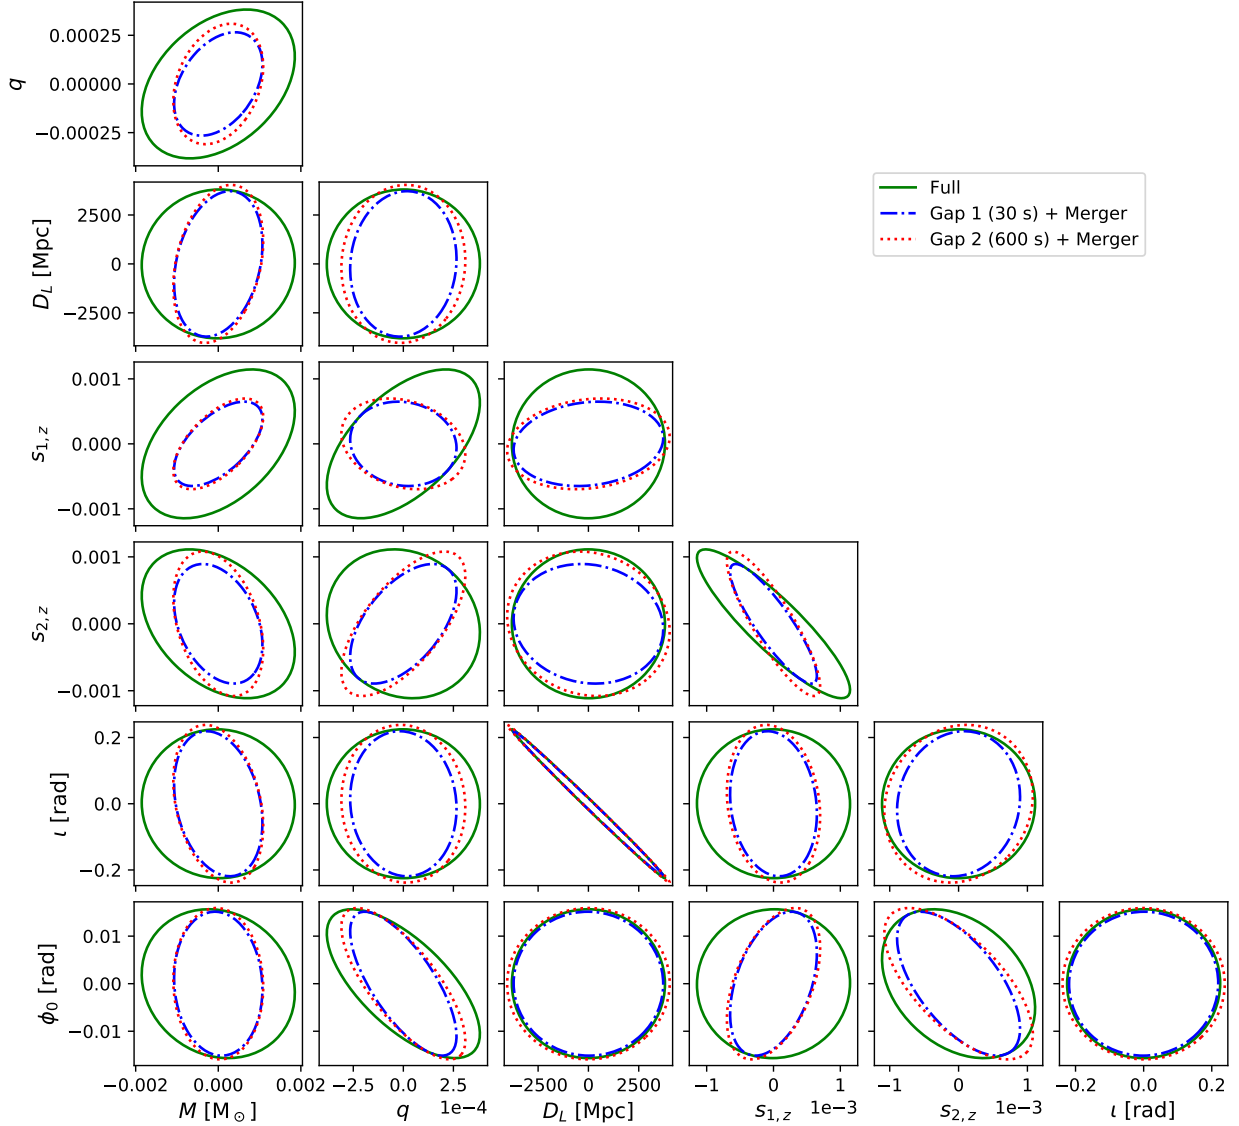 q
0.00025
0.00000
−0.00025
D_L [Mpc]
2500
0
−2500
Full
Gap 1 (30 s) + Merger
Gap 2 (600 s) + Merger
s_{1,z}
0.001
0.000
−0.001
s_{2,z}
0.001
0.000
−0.001
ι [rad]
0.2
0.0
−0.2
ϕ_0 [rad]
0.01
0.00
−0.01
−0.002 0.000 0.002
−2.5 0.0 2.5
−2500 0 2500
−1 0 1
−1 0 1
−0.2 0.0 0.2
M [M_⊙]
q 1e−4
D_L [Mpc]
s_{1,z} 1e−3
s_{2,z} 1e−3
ι [rad]